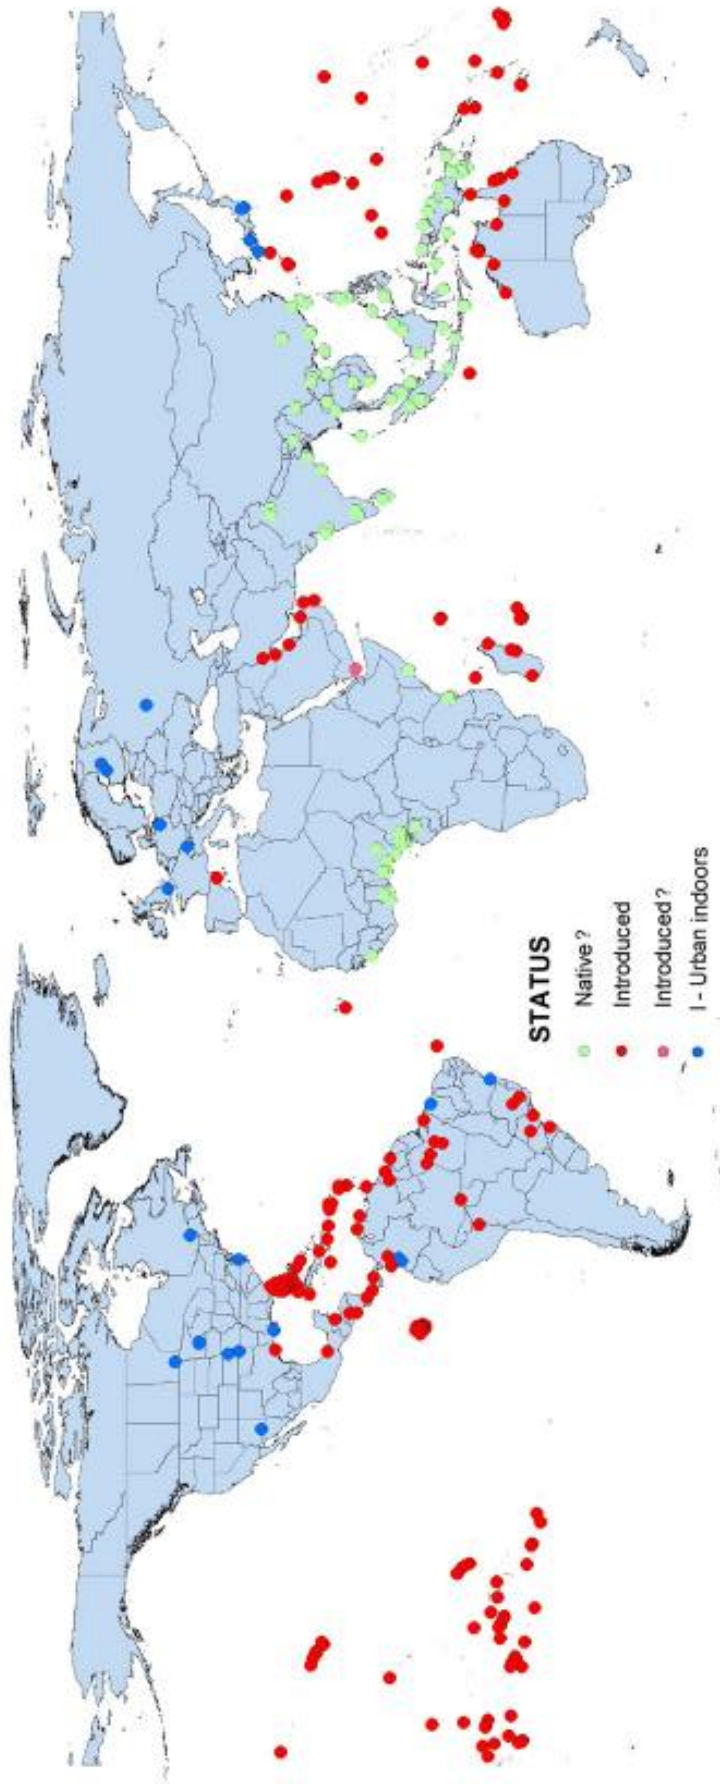 STATUS
Native ?
Introduced
Introduced ?
I - Urban indoors